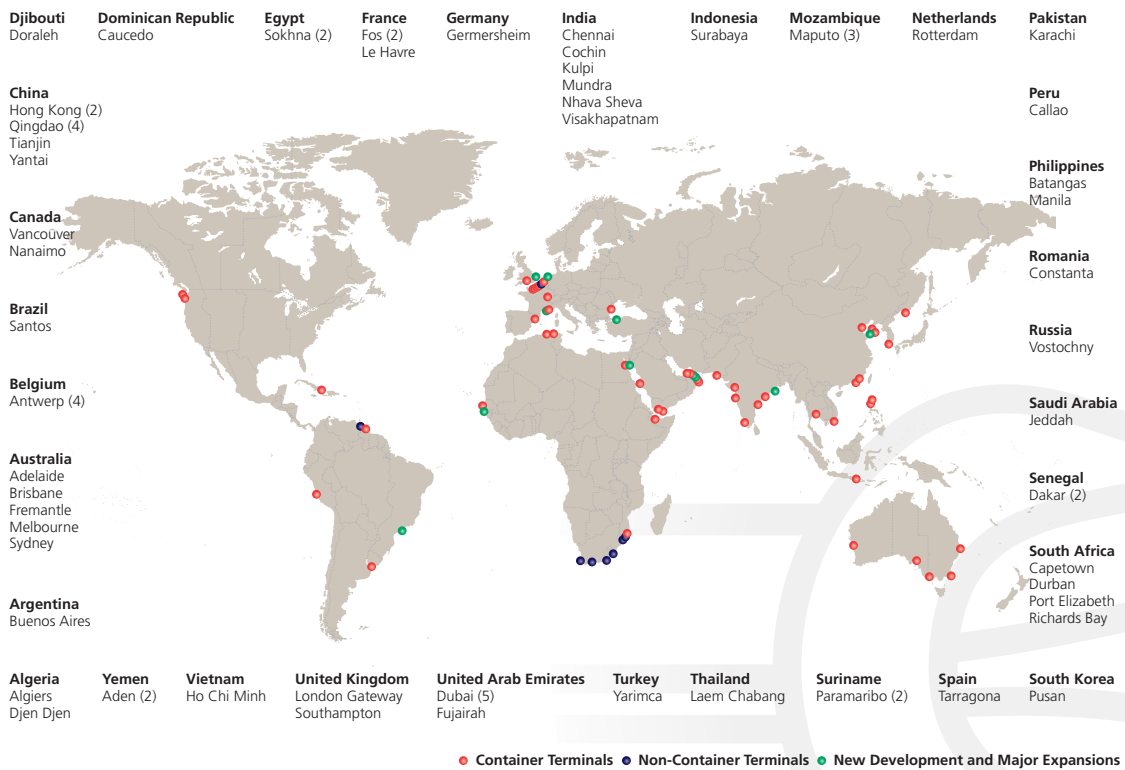 Djibouti
Doraleh
Dominican Republic
Caucedo
Egypt
Sokhna (2)
France
Fos (2)
Le Havre
Germany
Germersheim
India
Chennai
Cochin
Kulpi
Mundra
Nhava Sheva
Visakhapatnam
Indonesia
Surabaya
Mozambique
Maputo (3)
Netherlands
Rotterdam
Pakistan
Karachi
China
Hong Kong (2)
Qingdao (4)
Tianjin
Yantai
Canada
Vancouver
Nanaimo
Brazil
Santos
Belgium
Antwerp (4)
Australia
Adelaide
Brisbane
Fremantle
Melbourne
Sydney
Argentina
Buenos Aires
Peru
Callao
Philippines
Batangas
Manila
Romania
Constanta
Russia
Vostochny
Saudi Arabia
Jeddah
Senegal
Dakar (2)
South Africa
Capetown
Durban
Port Elizabeth
Richards Bay
Algeria
Algiers
Djen Djen
Yemen
Aden (2)
Vietnam
Ho Chi Minh
United Kingdom
London Gateway
Southampton
United Arab Emirates
Dubai (5)
Fujairah
Turkey
Yarimca
Thailand
Laem Chabang
Suriname
Paramaribo (2)
Spain
Tarragona
South Korea
Pusan
Container Terminals
Non-Container Terminals
New Development and Major Expansions